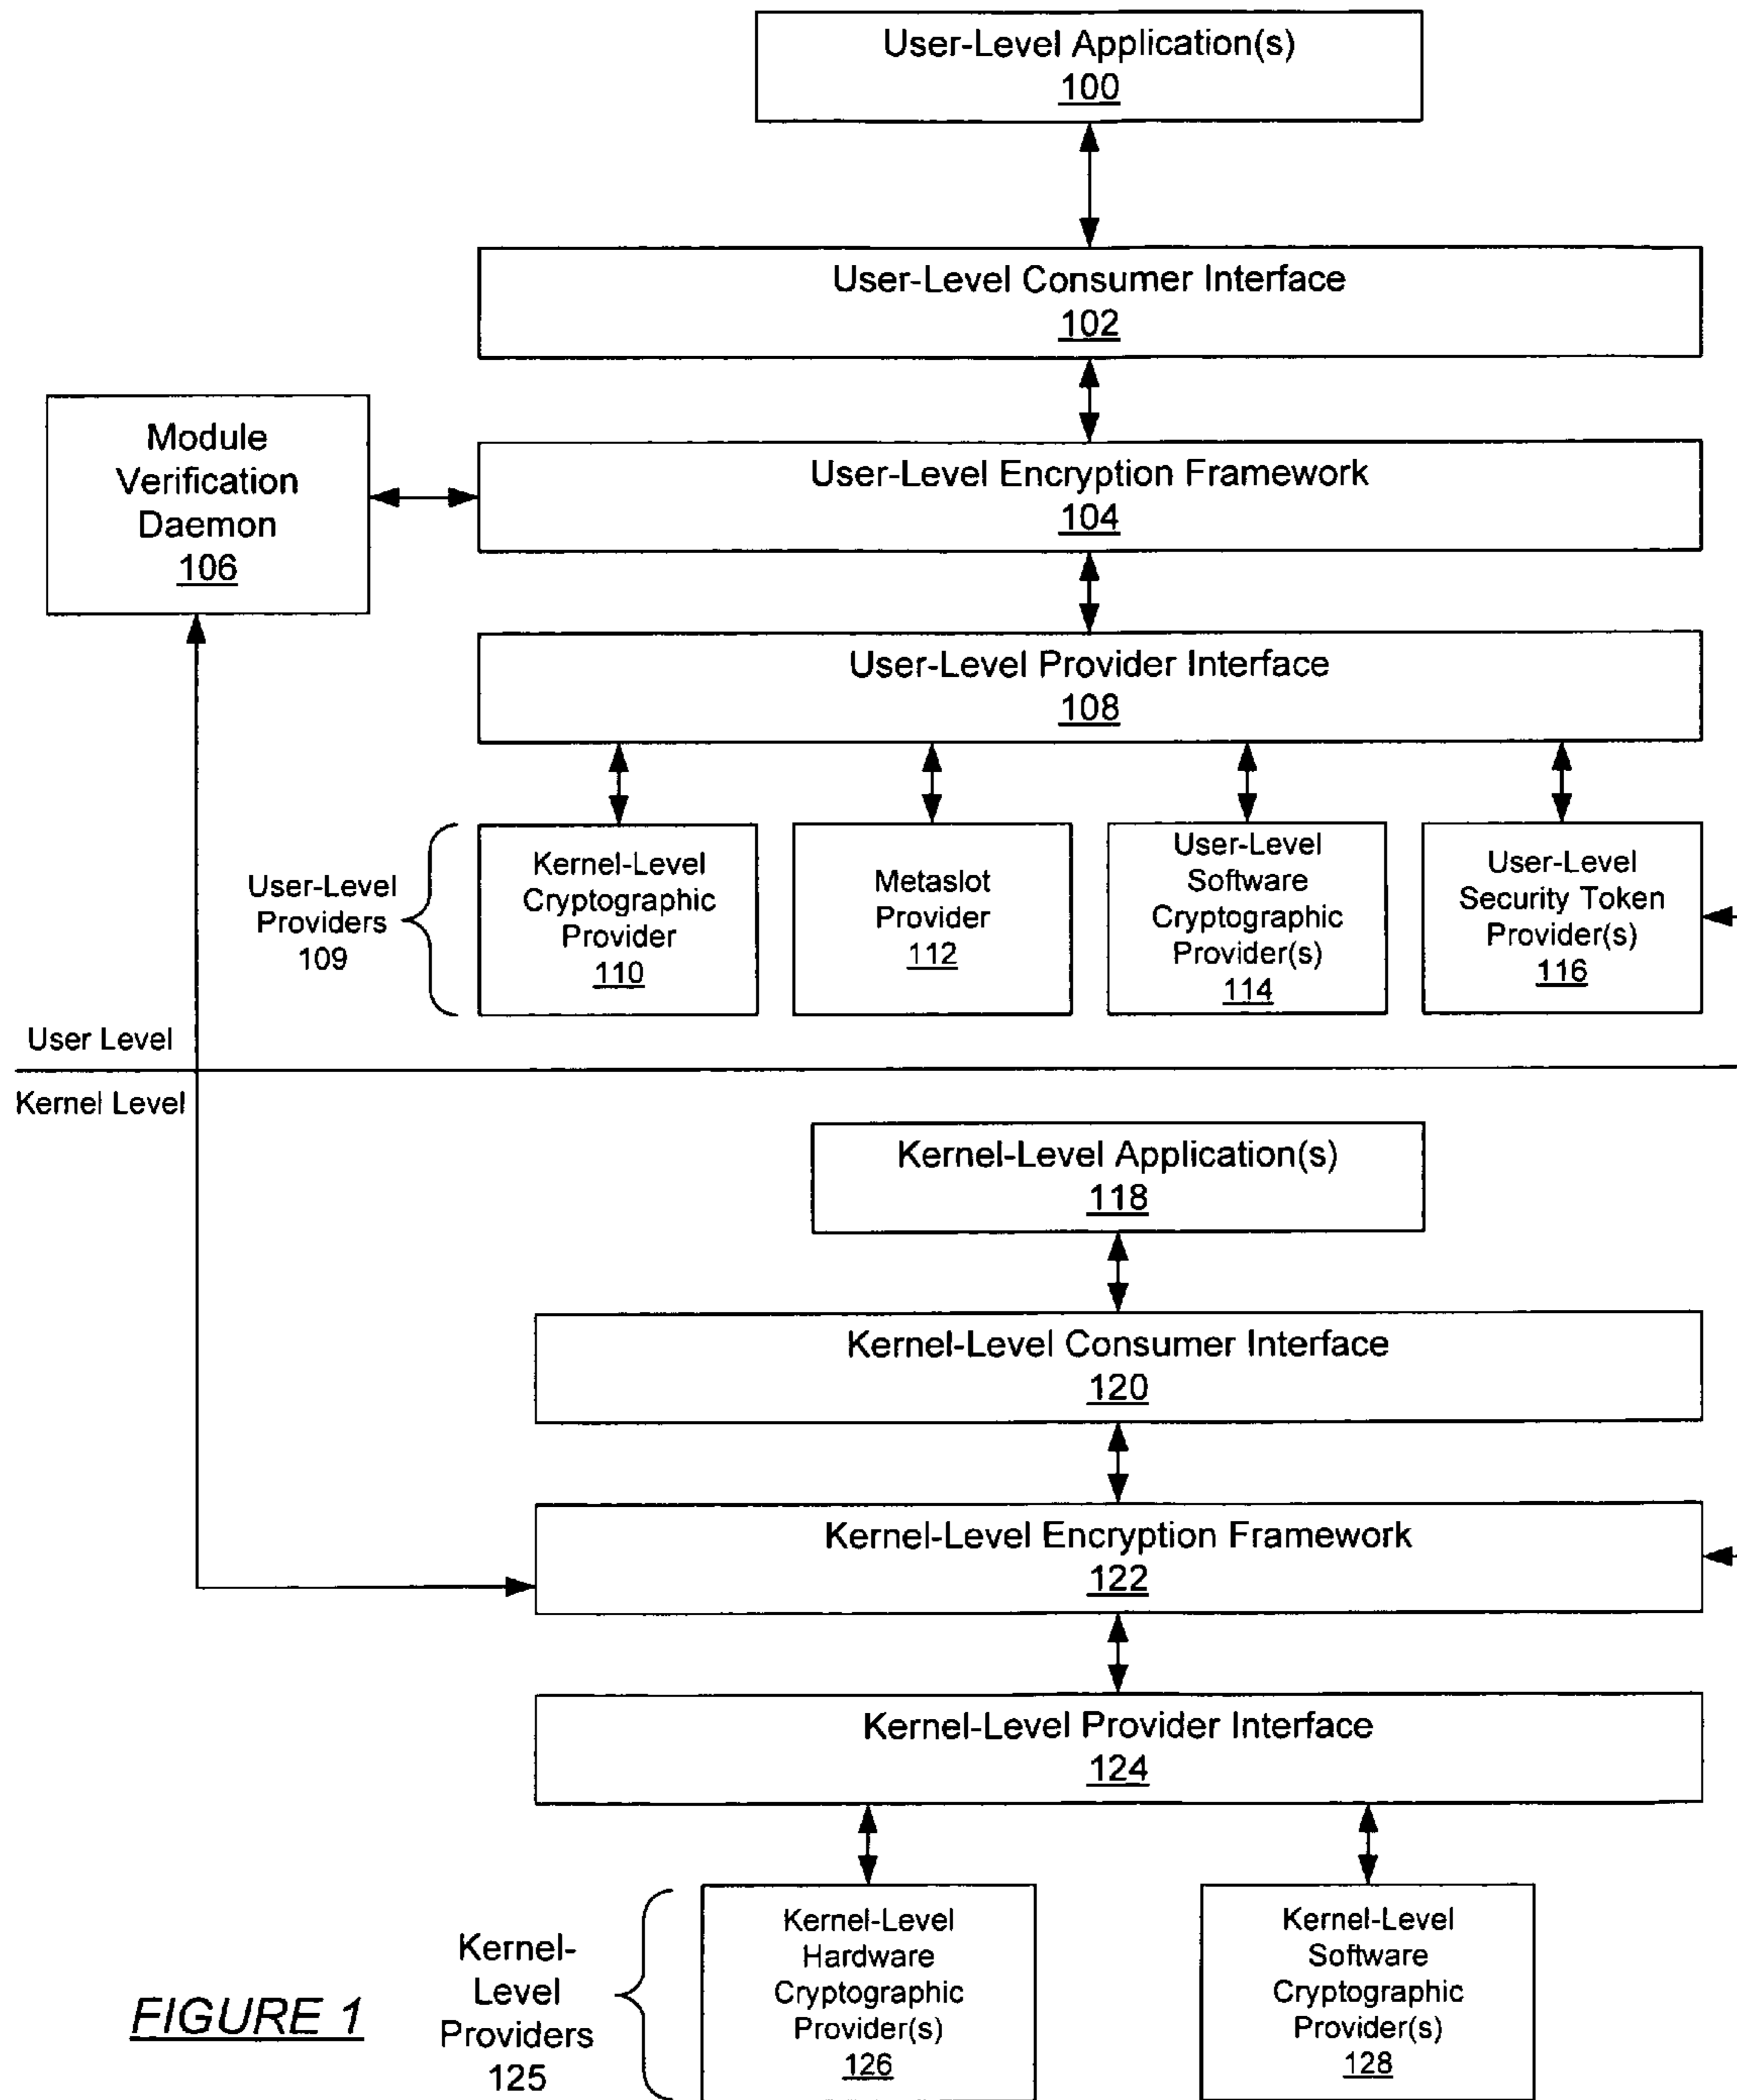 User-Level Application(s)
100
User-Level Consumer Interface
102
Module
Verification
Daemon
106
User-Level Encryption Framework
104
User-Level Provider Interface
108
User-Level
Providers
109
Kernel-Level
Cryptographic
Provider
110
Metaslot
Provider
112
User-Level
Software
Cryptographic
Provider(s)
114
User-Level
Security Token
Provider(s)
116
User Level
Kernel Level
Kernel-Level Application(s)
118
Kernel-Level Consumer Interface
120
Kernel-Level Encryption Framework
122
Kernel-Level Provider Interface
124
Kernel-
Level
Providers
125
Kernel-Level
Hardware
Cryptographic
Provider(s)
126
Kernel-Level
Software
Cryptographic
Provider(s)
128
FIGURE 1